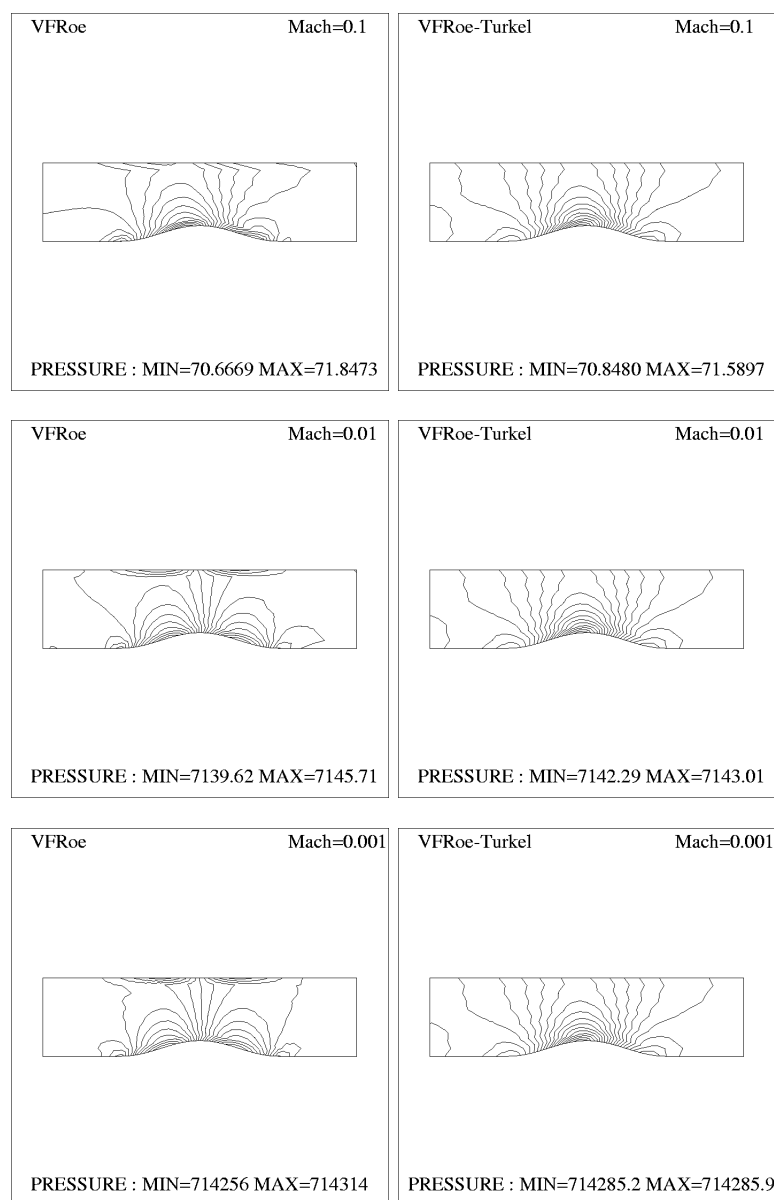 VFRoe Mach=0.1
PRESSURE : MIN=70.6669 MAX=71.8473
VFRoe-Turkel Mach=0.1
PRESSURE : MIN=70.8480 MAX=71.5897
VFRoe Mach=0.01
PRESSURE : MIN=7139.62 MAX=7145.71
VFRoe-Turkel Mach=0.01
PRESSURE : MIN=7142.29 MAX=7143.01
VFRoe Mach=0.001
PRESSURE : MIN=714256 MAX=714314
VFRoe-Turkel Mach=0.001
PRESSURE : MIN=714285.2 MAX=714285.9